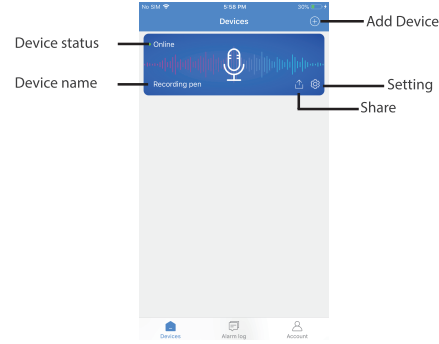 No SIM 5:58 PM 30%
Devices
Add Device
Device status
Online
Device name
Recording pen
Setting
Share
Devices
Alarm log
Account